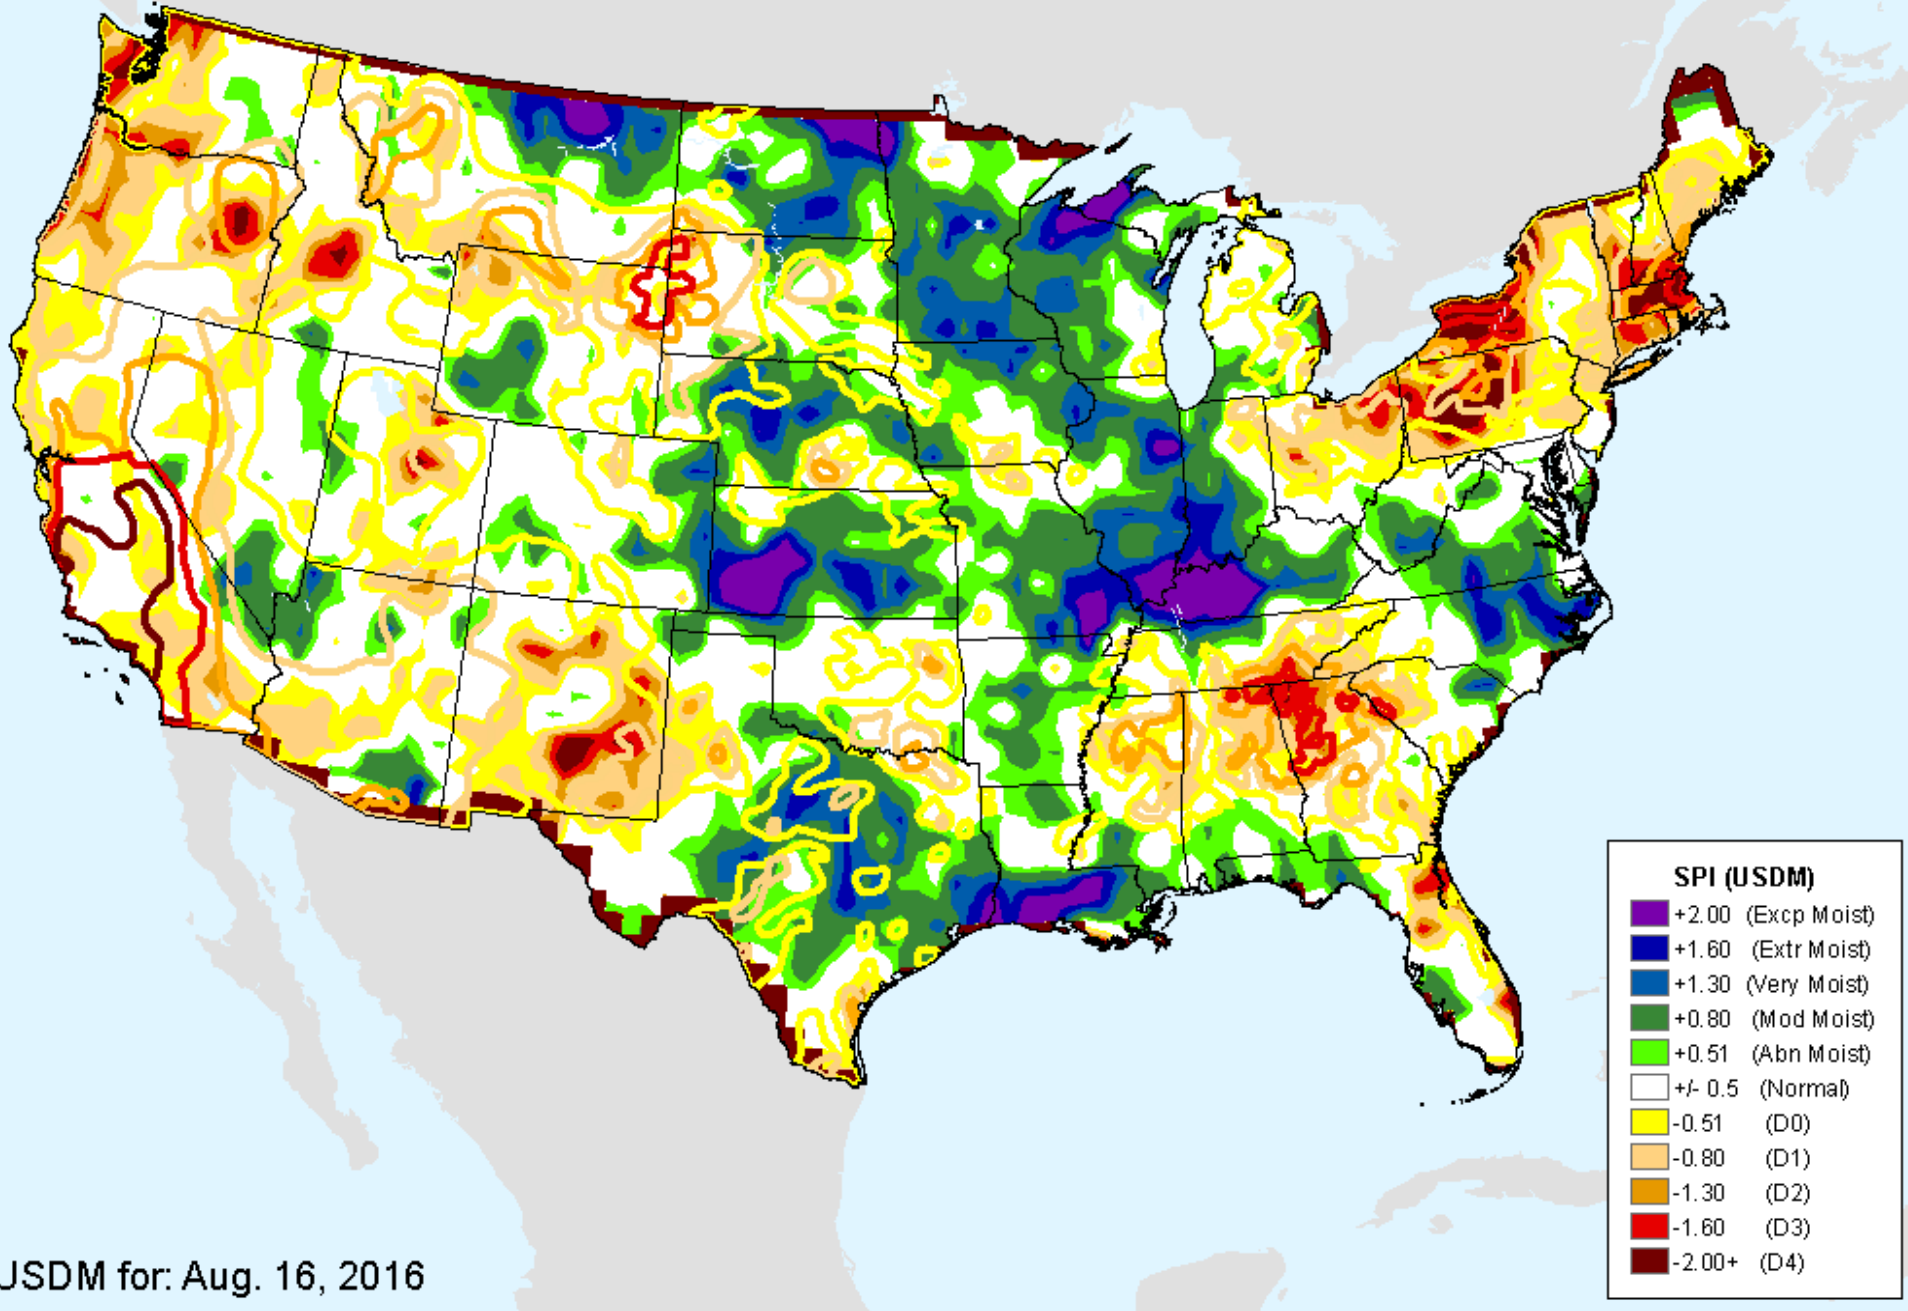 SPI (USDM)
+2.00 (Excp Moist)
+1.60 (Extr Moist)
+1.30 (Very Moist)
+0.80 (Mod Moist)
+0.51 (Abn Moist)
+/- 0.5 (Normal)
-0.51 (D0)
-0.80 (D1)
-1.30 (D2)
-1.60 (D3)
-2.00+ (D4)
USDM for: Aug. 16, 2016